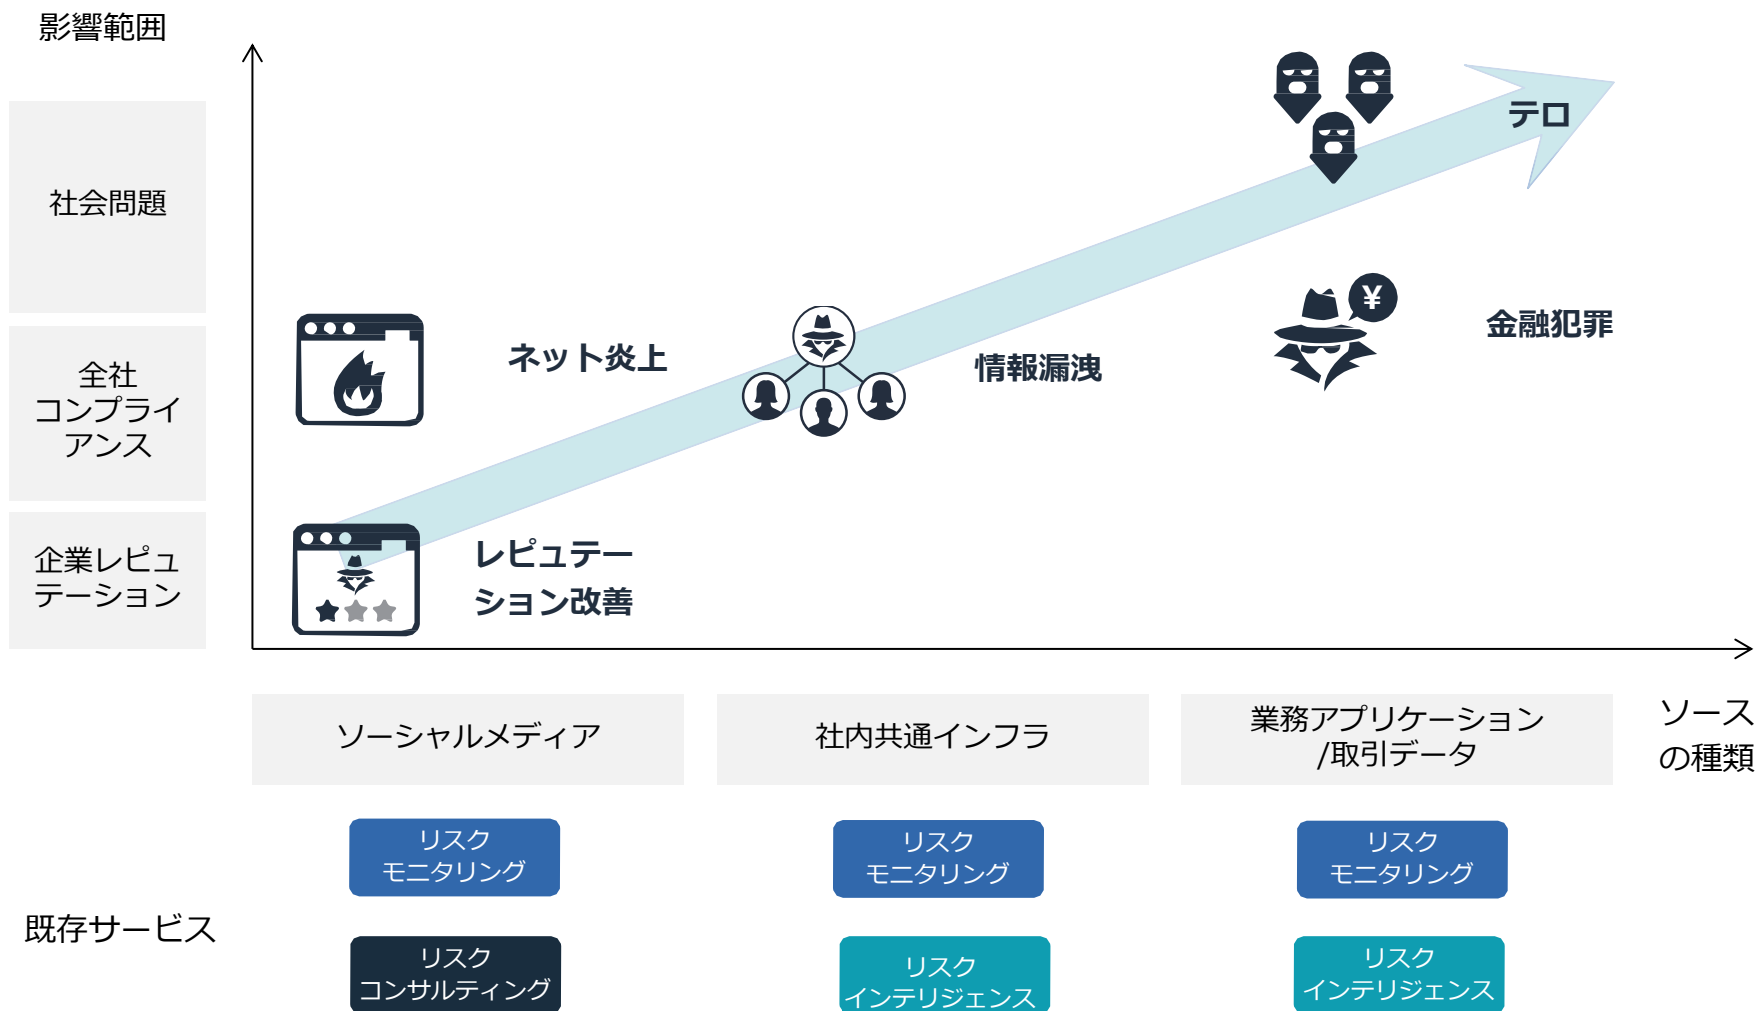 影響範囲
社会問題
全社
コンプライ
アンス
企業レピュ
テーション
テロ
¥
金融犯罪
ネット炎上
情報漏洩
レピュテー
ション改善
ソーシャルメディア
社内共通インフラ
業務アプリケーション
/取引データ
ソース
の種類
既存サービス
リスク
モニタリング
リスク
モニタリング
リスク
モニタリング
リスク
コンサルティング
リスク
インテリジェンス
リスク
インテリジェンス